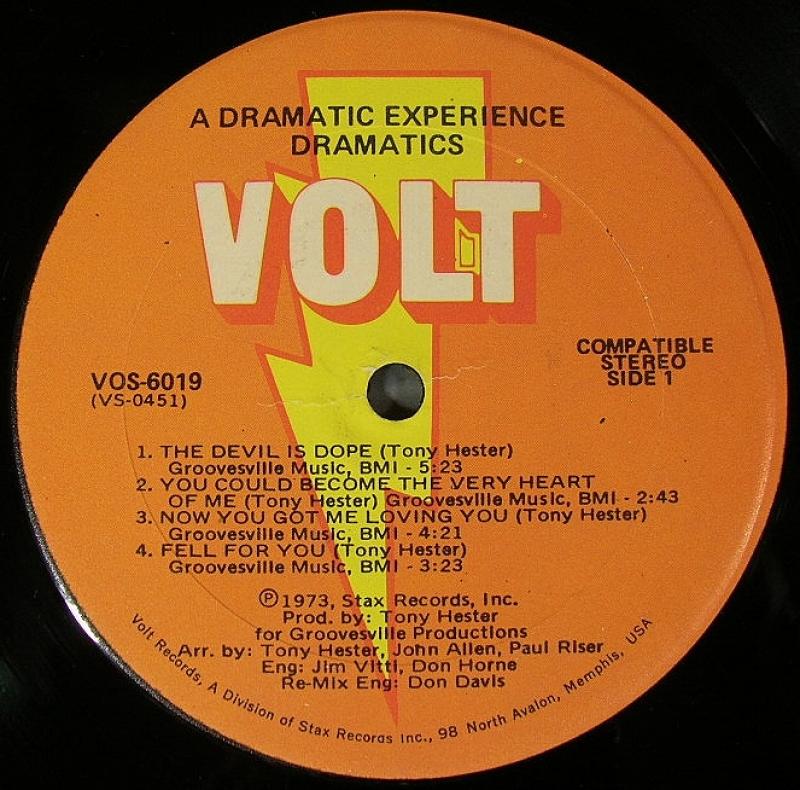 A DRAMATIC EXPERIENCE
DRAMATICS
VOLT
VOS-6019
(VS-0451)
COMPATIBLE
STEREO
SIDE 1
1. THE DEVIL IS DOPE (Tony Hester)
Groovesville Music, BMI - 5:23
2. YOU COULD BECOME THE VERY HEART
OF ME (Tony Hester) Groovesville Music, BMI - 2:43
3. NOW YOU GOT ME LOVING YOU (Tony Hester)
Groovesville Music, BMI - 4:21
4. FELL FOR YOU (Tony Hester)
Groovesville Music, BMI - 3:23
℗1973, Stax Records, Inc.
Prod. by: Tony Hester
for Groovesville Productions
Arr. by: Tony Hester, John Allen, Paul Riser
Eng: Jim Vitti, Don Horne
Re-Mix Eng: Don Davis
Volt Records, A Division of Stax Records Inc., 98 North Avalon, Memphis, USA